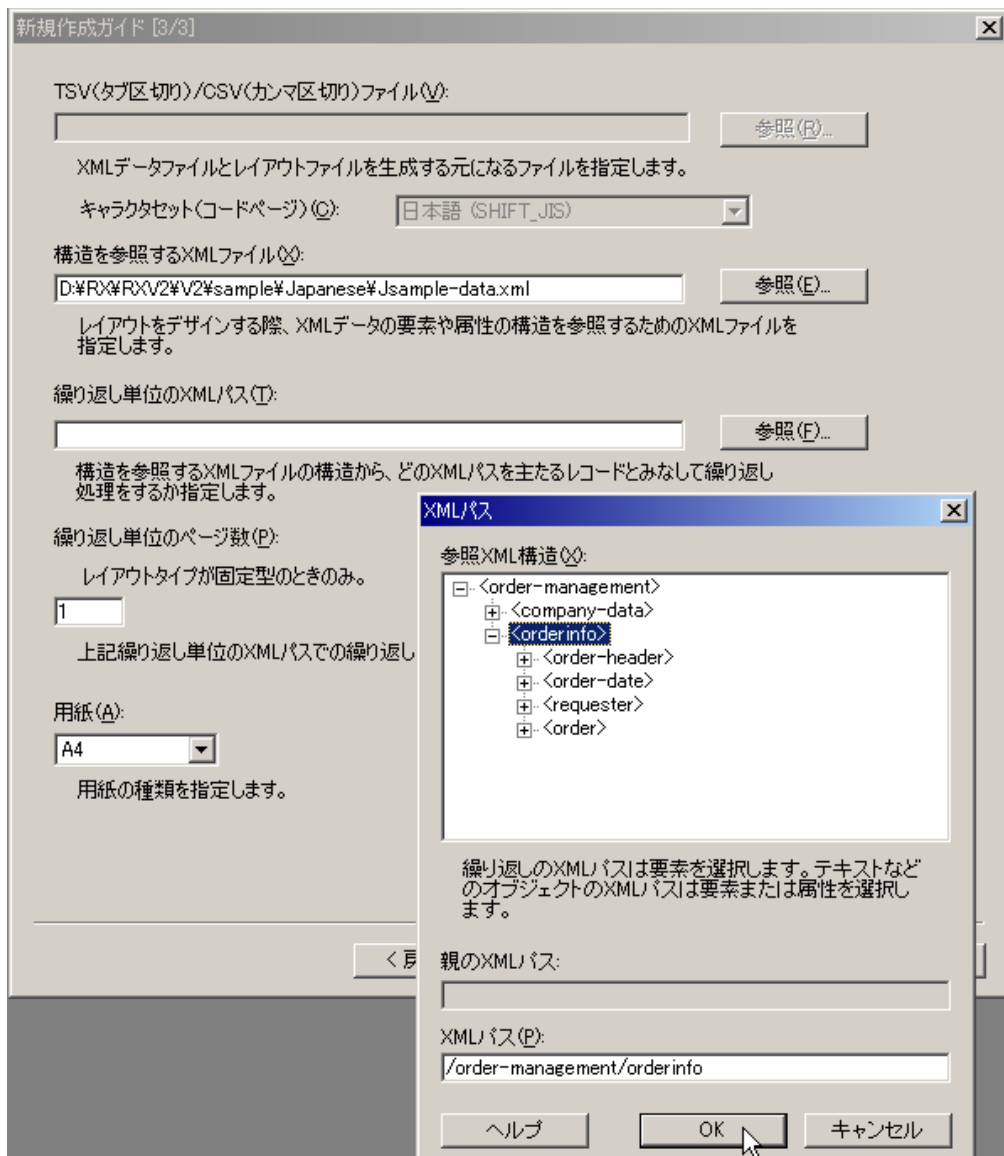 新規作成ガイド [3/3]
TSV(タブ区切り)/CSV(カンマ区切り)ファイル(V):
参照(R)...
XMLデータファイルとレイアウトファイルを生成する元になるファイルを指定します。
キャラクタセット(コードページ)(C):
日本語 (SHIFT_JIS)
構造を参照するXMLファイル(X):
D:¥RX¥RXV2¥V2¥sample¥Japanese¥Jsample-data.xml
参照(E)...
レイアウトをデザインする際、XMLデータの要素や属性の構造を参照するためのXMLファイルを
指定します。
繰り返し単位のXMLパス(T):
参照(F)...
構造を参照するXMLファイルの構造から、どのXMLパスを主たるレコードとみなして繰り返し
処理をするか指定します。
繰り返し単位のページ数(P):
レイアウトタイプが固定型のときのみ。
1
上記繰り返し単位のXMLパスでの繰り返し
用紙(A):
A4
用紙の種類を指定します。
< 戻
XMLパス
参照XML構造(X):
<order-management>
<company-data>
<orderinfo>
<order-header>
<order-date>
<requester>
<order>
繰り返しのXMLパスは要素を選択します。テキストなど
のオブジェクトのXMLパスは要素または属性を選択し
ます。
親のXMLパス:
XMLパス(P):
/order-management/orderinfo
ヘルプ
OK
キャンセル